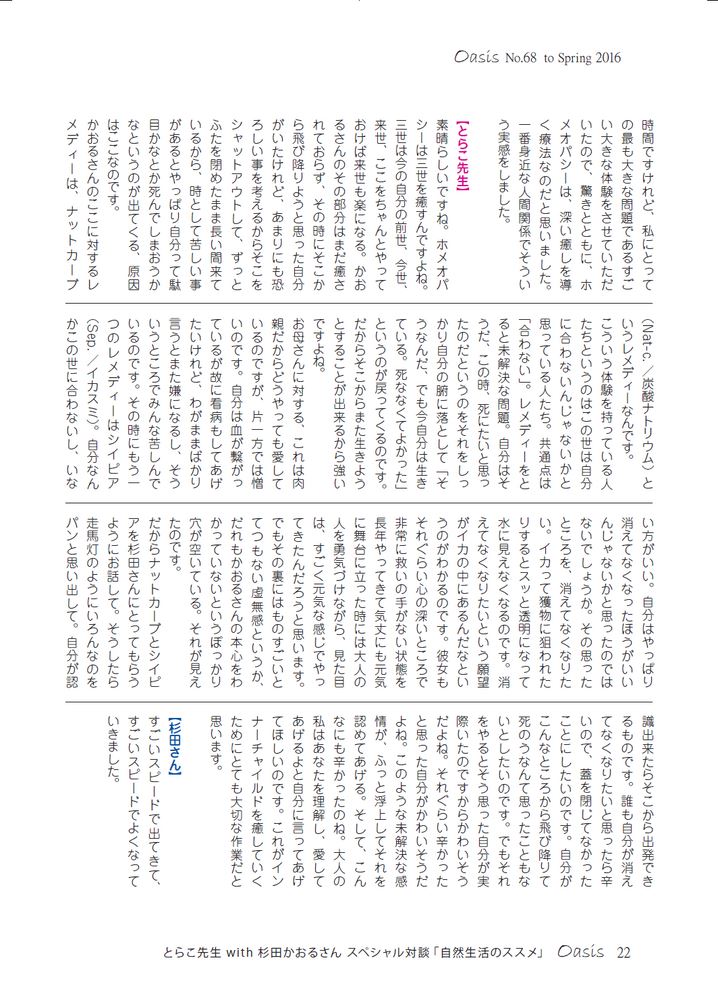 Oasis No.68 to Spring 2016
時間ですけれど、私にとって
の最も大きな問題であるすご
い大きな体験をさせていただ
いたので、驚きとともに、ホ
メオパシーは、深い癒しを導
く療法なのだと思いました。
一番身近な人間関係でそうい
う実感をしました。
【とらこ先生】
素晴らしいですね。ホメオパ
シーは三世を癒すんですよね。
三世は今の自分の前世、今世、
来世、ここをちゃんとやって
おけば来世も楽になる。かお
るさんのその部分はまだ癒さ
れておらず、その時にそこか
ら飛び降りようと思った自分
がいたけれど、あまりにも恐
ろしい事を考えるからそこを
シャットアウトして、ずっと
ふたを閉めたまま長い間来て
いるから、時として苦しい事
があるとやっぱり自分って駄
目かなとか死んでしまおうか
なというのが出てくる、原因
はここなのです。
かおるさんのここに対するレ
メディーは、ナットカーブ
(Nat-c.／炭酸ナトリウム)と
いうレメディーなんです。
こういう体験を持っている人
たちというのはこの世は自分
に合わないんじゃないかと
思っている人たち。共通点は
「合わない」。レメディーをと
ると未解決な問題。自分はそ
うだ、この時、死にたいと思っ
たのだというのをそれをしっ
かり自分の腑に落として「そ
うなんだ、でも今自分は生き
ている。死ななくてよかった」
というのが戻ってくるのです。
だからそこからまた生きよう
とすることが出来るから強い
ですよね。
お母さんに対する、これは肉
親だからどうやっても愛して
いるのですが、片一方では憎
いのです。自分は血が繋がっ
ているが故に看病もしてあげ
たいけれど、わがままばかり
言うとまた嫌になるし、そう
いうところでみんな苦しんで
いるのです。その時にもう一
つのレメディーはシイピア
(Sep.／イカスミ)。自分なん
かこの世に合わないし、いな
い方がいい。自分はやっぱり
消えてなくなったほうがいい
んじゃないかと思ったのでは
ないでしょうか。その思った
ところを、消えてなくなりた
い。イカって獲物に狙われた
りするとスッと透明になって
水に見えなくなるのです。消
えてなくなりたいという願望
がイカの中にあるんだなとい
うのがわかるのです。彼女も
それぐらい心の深いところで
非常に救いの手がない状態を
長年やってきて気丈にも元気
に舞台に立った時には大人の
人を勇気づけながら、見た目
は、すごく元気な感じでやっ
てきたんだろうと思います。
でもその裏にはものすごいと
てつもない虚無感というか、
だれもかおるさんの本心をわ
かっていないというぽっかり
穴が空いている。それが見え
たのです。
だからナットカーブとシイピ
アを杉田さんにとってもらう
ようにお話して。そうしたら
走馬灯のようにいろんなのを
パンと思い出して。自分が認
識出来たらそこから出発でき
るものです。誰も自分が消え
てなくなりたいと思ったら辛
いので、蓋を閉じてなかった
ことにしたいのです。自分が
こんなところから飛び降りて
死のうなんて思ったこともな
いとしたいのです。でもそれ
をやるとそう思った自分が実
際いたのですからかわいそう
だよね。それぐらい辛かった
と思った自分がかわいそうだ
よね。このような未解決な感
情が、ふっと浮上してそれを
認めてあげる。そして、こん
なにも辛かったのね。大人の
私はあなたを理解し、愛して
あげるよと自分に言ってあげ
てほしいのです。これがイン
ナーチャイルドを癒していく
ためにとても大切な作業だと
思います。
【杉田さん】
すごいスピードで出てきて、
すごいスピードでよくなって
いきました。
とらこ先生 with 杉田かおるさん スペシャル対談「自然生活のススメ」 Oasis 22